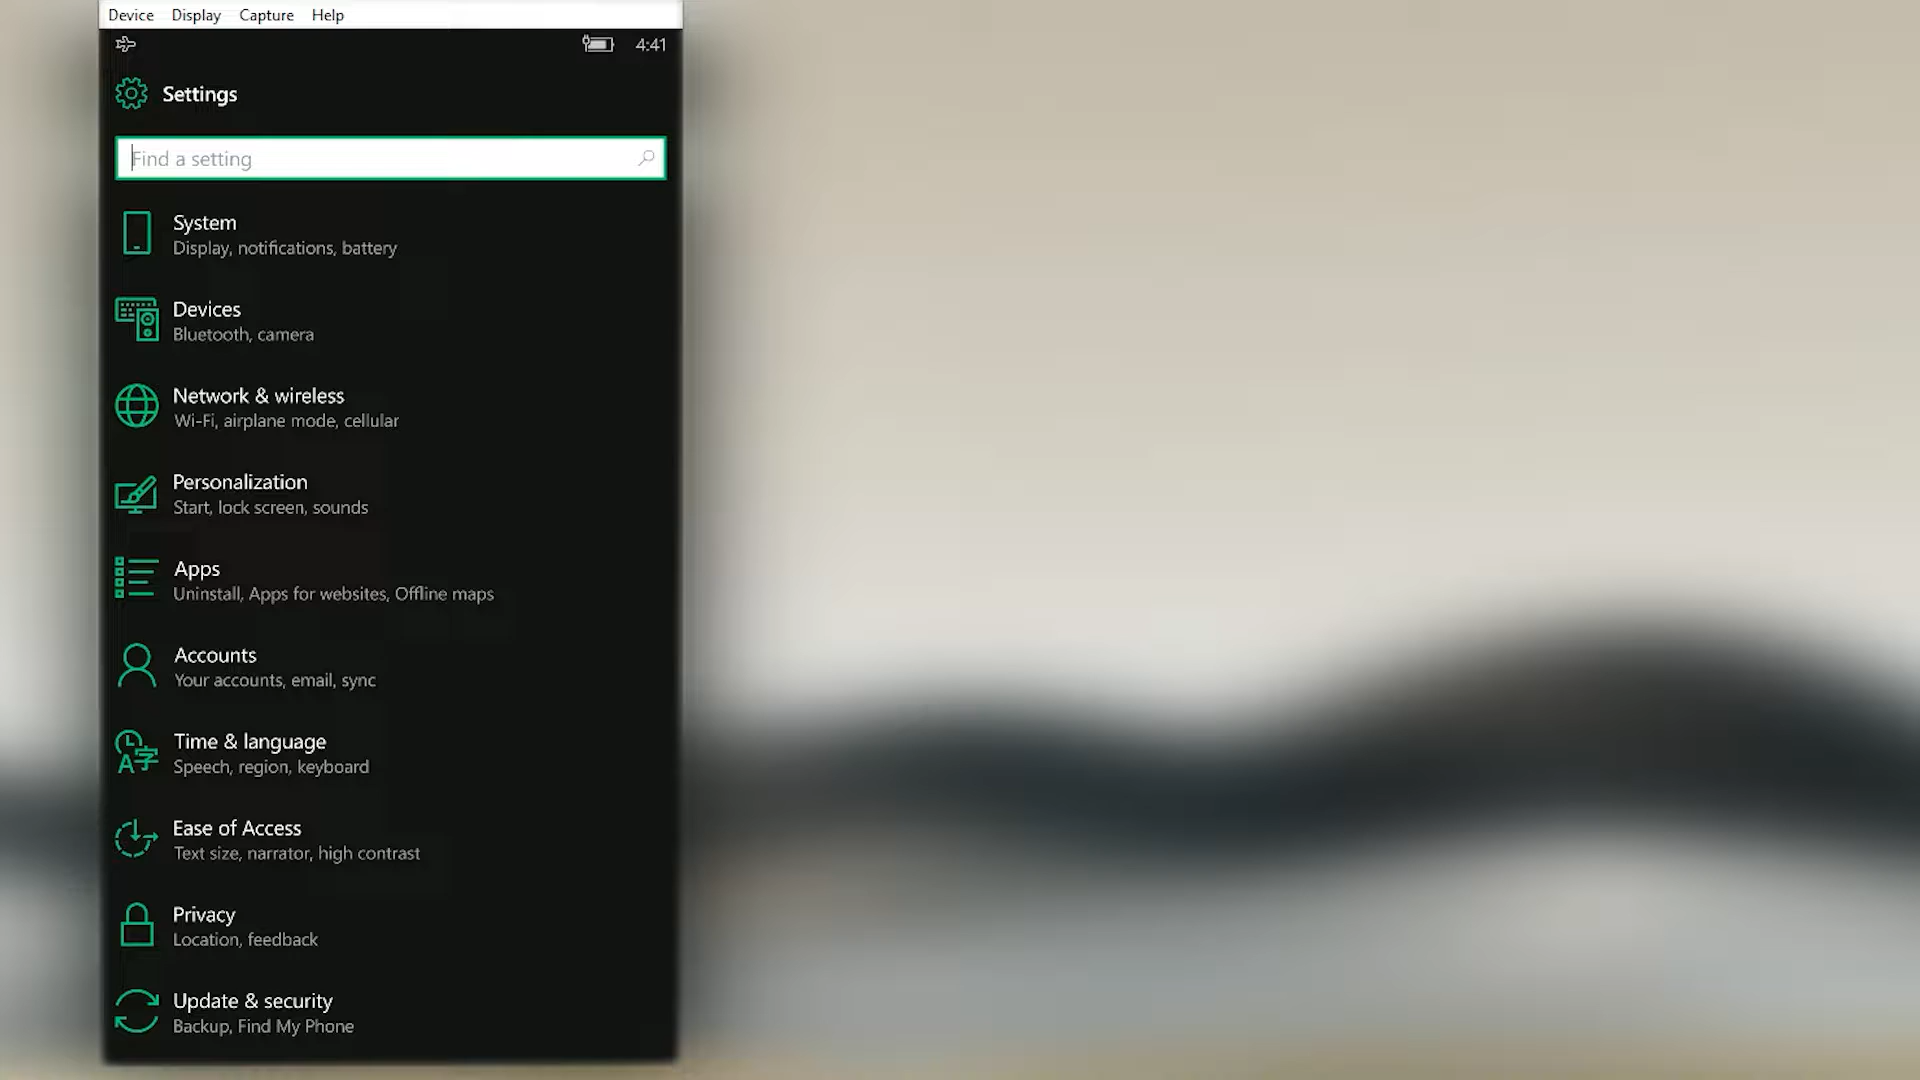 Device Display Capture Help
4:41
Settings
Find a setting
System
Display, notifications, battery
Devices
Bluetooth, camera
Network & wireless
Wi-Fi, airplane mode, cellular
Personalization
Start, lock screen, sounds
Apps
Uninstall, Apps for websites, Offline maps
Accounts
Your accounts, email, sync
Time & language
Speech, region, keyboard
Ease of Access
Text size, narrator, high contrast
Privacy
Location, feedback
Update & security
Backup, Find My Phone